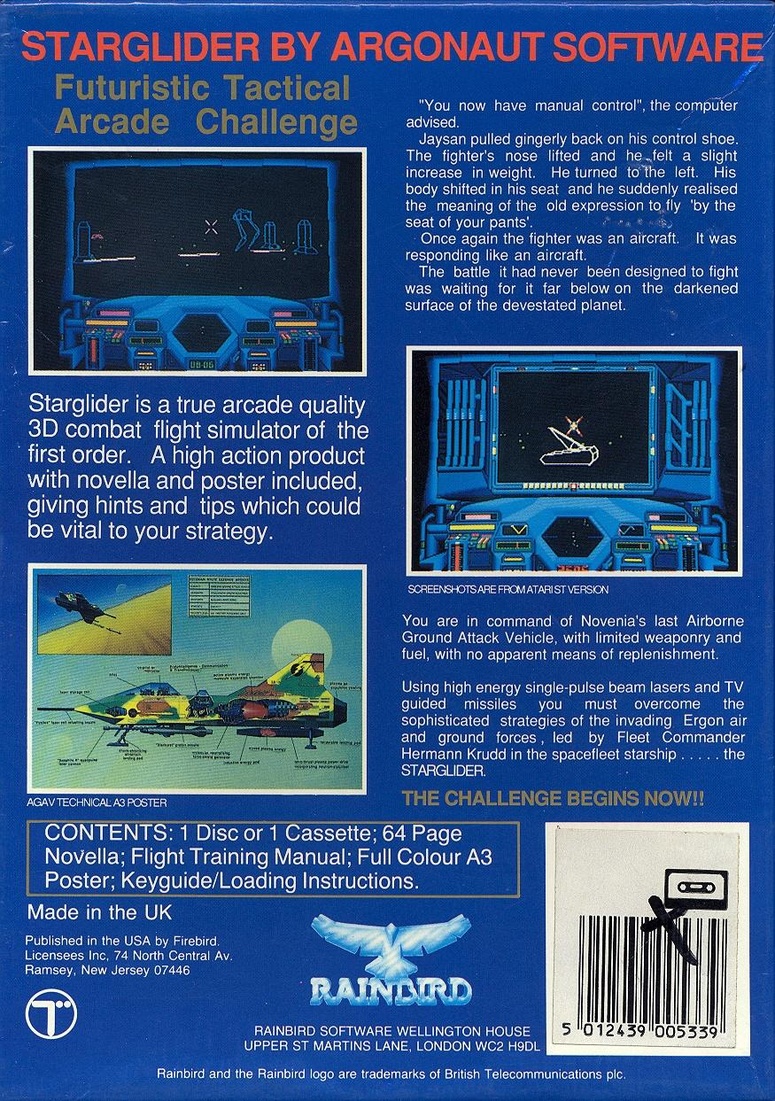 STARGLIDER BY ARGONAUT SOFTWARE
Futuristic Tactical
Arcade Challenge
"You now have manual control", the computer
advised.
Jaysan pulled gingerly back on his control shoe.
The fighter's nose lifted and he felt a slight
increase in weight. He turned to the left. His
body shifted in his seat and he suddenly realised
the meaning of the old expression to fly 'by the
seat of your pants'.
Once again the fighter was an aircraft. It was
responding like an aircraft.
The battle it had never been designed to fight
was waiting for it far below on the darkened
surface of the devestated planet.
Starglider is a true arcade quality
3D combat flight simulator of the
first order. A high action product
with novella and poster included,
giving hints and tips which could
be vital to your strategy.
SCREENSHOTS ARE FROM ATARI ST VERSION
You are in command of Novenia's last Airborne
Ground Attack Vehicle, with limited weaponry and
fuel, with no apparent means of replenishment.
Using high energy single-pulse beam lasers and TV
guided missiles you must overcome the
sophisticated strategies of the invading Ergon air
and ground forces, led by Fleet Commander
Hermann Krudd in the spacefleet starship . . . . . the
STARGLIDER.
THE CHALLENGE BEGINS NOW!!
AGAV TECHNICAL A3 POSTER
CONTENTS: 1 Disc or 1 Cassette; 64 Page
Novella; Flight Training Manual; Full Colour A3
Poster; Keyguide/Loading Instructions.
Made in the UK
Published in the USA by Firebird.
Licensees Inc, 74 North Central Av.
Ramsey, New Jersey 07446
T
RAINBIRD
RAINBIRD SOFTWARE WELLINGTON HOUSE
UPPER ST MARTINS LANE, LONDON WC2 H9DL
5 012439 005339
Rainbird and the Rainbird logo are trademarks of British Telecommunications plc.